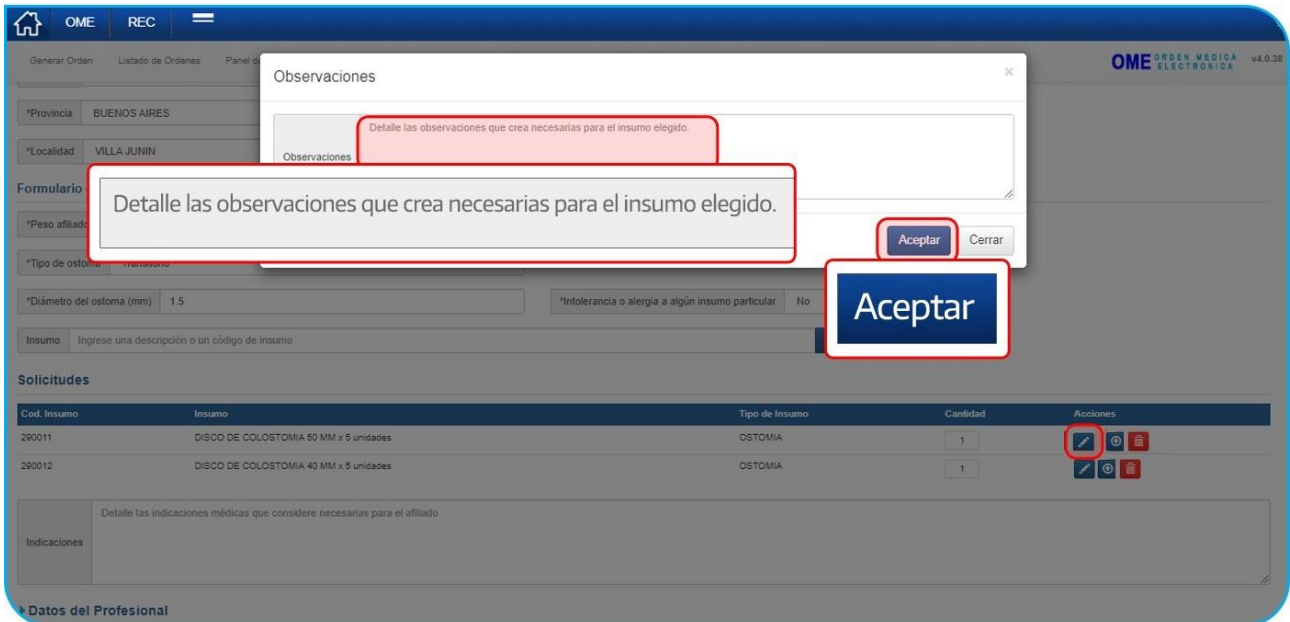 OME REC
Generar Orden Listado de Ordenes Panel d
OME ORDEN MEDICA ELECTRONICA v4.0.38
Observaciones ×
*Provincia BUENOS AIRES
Detalle las observaciones que crea necesarias para el insumo elegido.
Observaciones
*Localidad VILLA JUNIN
Formulario
Detalle las observaciones que crea necesarias para el insumo elegido.
*Peso afiliado
Aceptar Cerrar
*Tipo de ostoma Transitorio
Aceptar
*Diámetro del ostoma (mm) 1.5 *Intolerancia o alergia a algún insumo particular No
Insumo Ingrese una descripción o un código de insumo
Solicitudes
Cod. Insumo Insumo Tipo de Insumo Cantidad Acciones
290011 DISCO DE COLOSTOMIA 50 MM x 5 unidades OSTOMIA 1
290012 DISCO DE COLOSTOMIA 40 MM x 5 unidades OSTOMIA 1
Detalle las indicaciones médicas que considere necesarias para el afiliado
Indicaciones
Datos del Profesional